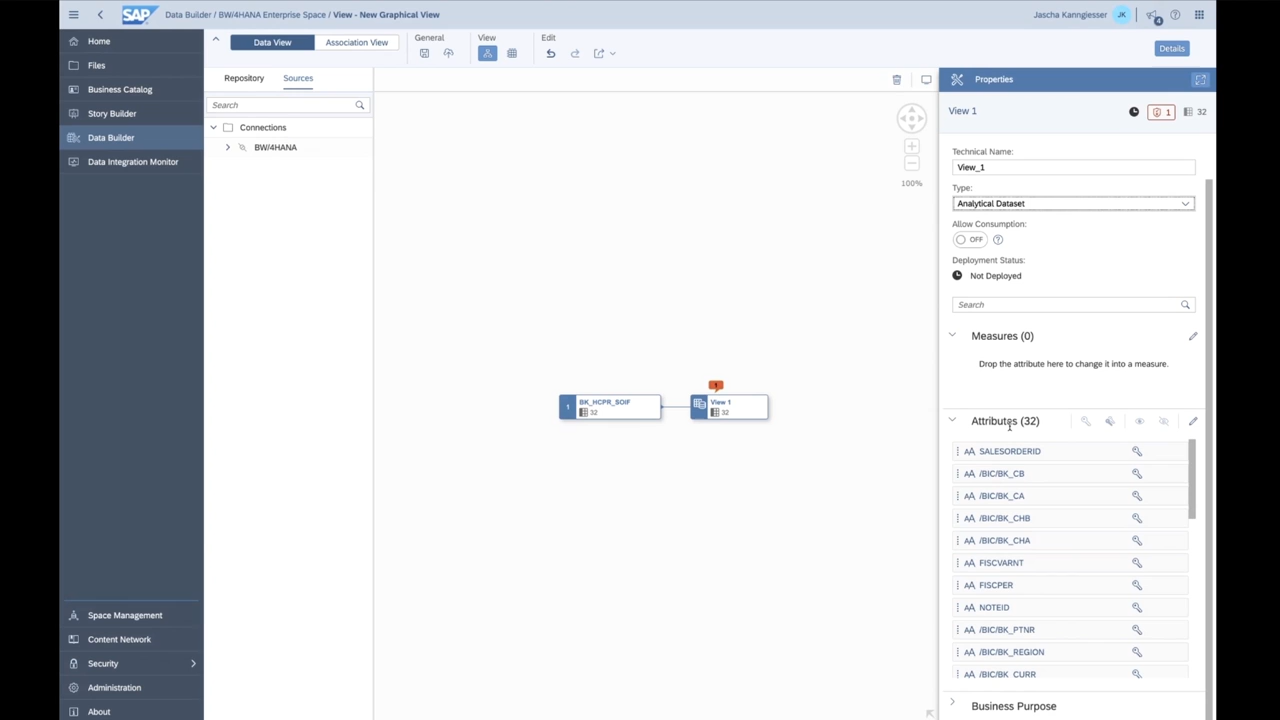 SAP
Data Builder / BW/4HANA Enterprise Space / View - New Graphical View
Jascha Kanngiesser
JK
4
Home
Files
Business Catalog
Story Builder
Data Builder
Data Integration Monitor
Space Management
Content Network
Security
Administration
About
Data View
Association View
General
View
Edit
Details
Repository
Sources
Search
Connections
BW/4HANA
100%
1
BK_HCPR_SOIF
32
View 1
32
Properties
View 1
1
32
Technical Name:
View_1
Type:
Analytical Dataset
Allow Consumption:
OFF
Deployment Status:
Not Deployed
Search
Measures (0)
Drop the attribute here to change it into a measure.
Attributes (32)
SALESORDERID
/BIC/BK_CB
/BIC/BK_CA
/BIC/BK_CHB
/BIC/BK_CHA
FISCVARNT
FISCPER
NOTEID
/BIC/BK_PTNR
/BIC/BK_REGION
/BIC/BK_CURR
Business Purpose